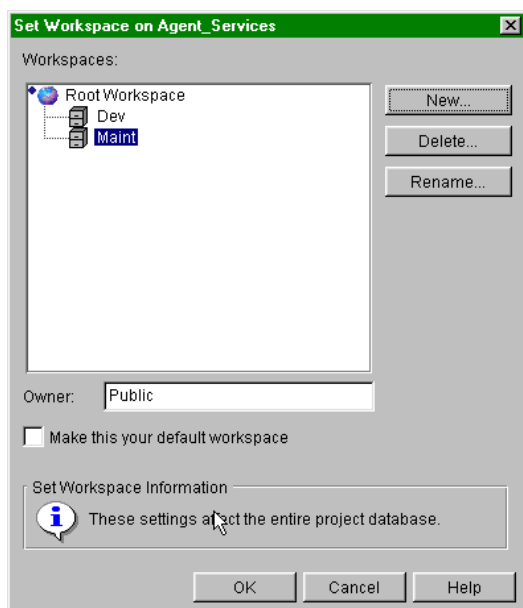 Set Workspace on Agent_Services
Workspaces:
Root Workspace
Dev
Maint
New...
Delete...
Rename...
Owner: Public
Make this your default workspace
Set Workspace Information
These settings affect the entire project database.
OK Cancel Help